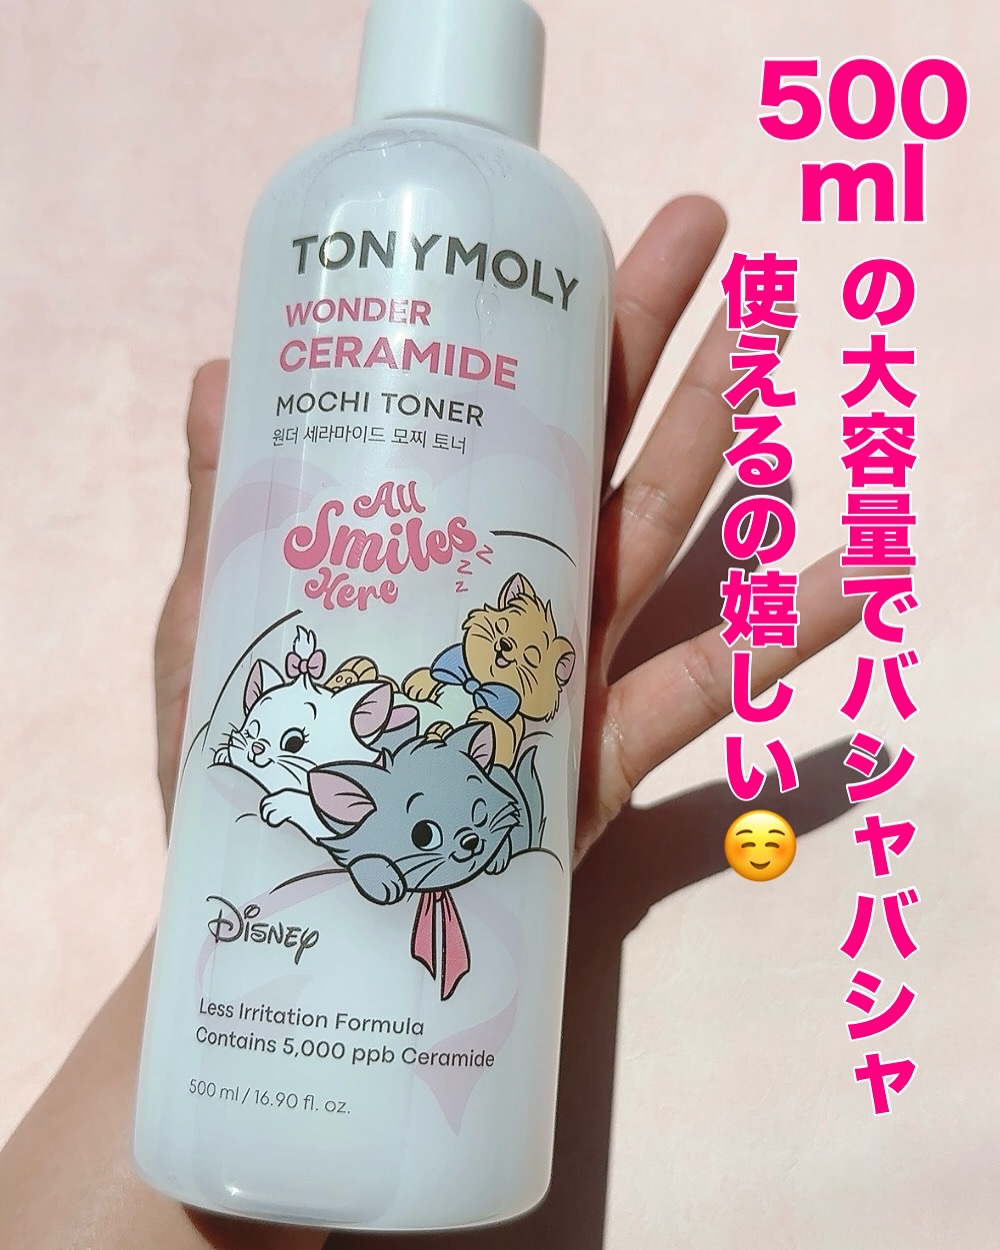 500
ml
の大容量でバシャバシャ
使えるの嬉しい☺️
TONYMOLY
WONDER
CERAMIDE
MOCHI TONER
원더 세라마이드 모찌 토너
All
Smiles
Here
z
z
z
Disney
Less Irritation Formula
Contains 5,000 ppb Ceramide
500 ml / 16.90 fl. oz.